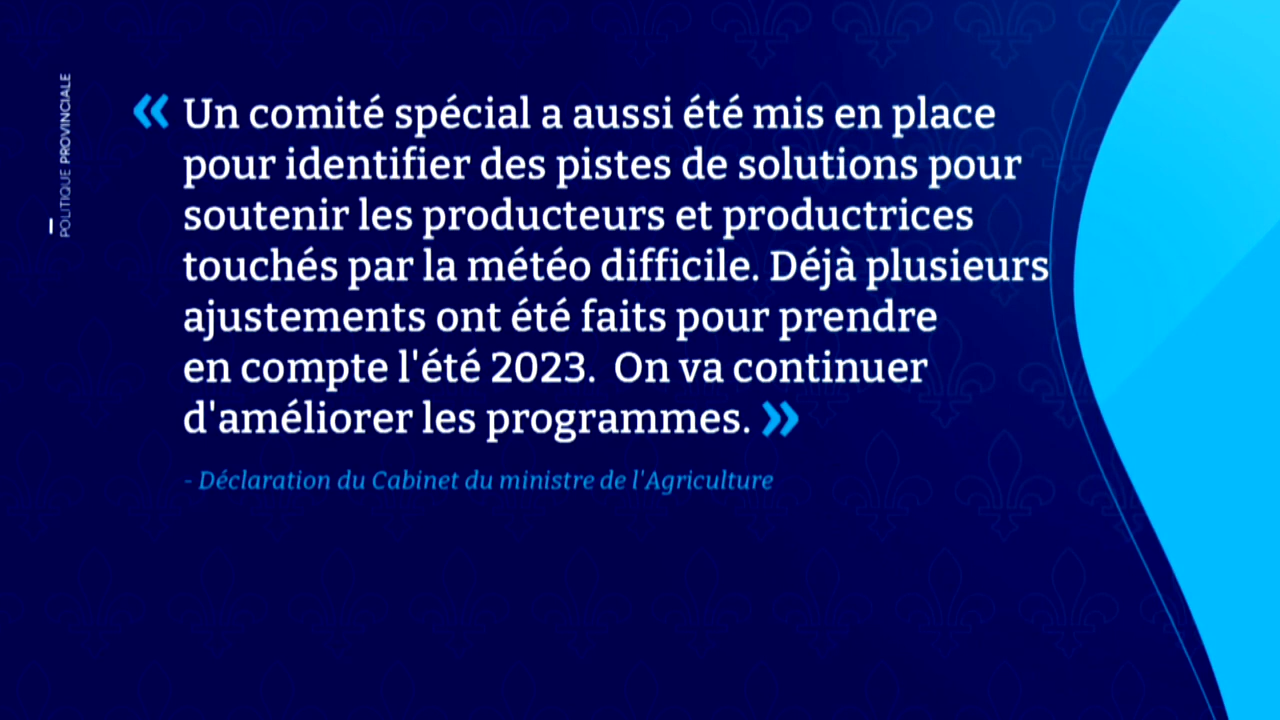 POLITIQUE PROVINCIALE
« Un comité spécial a aussi été mis en place
pour identifier des pistes de solutions pour
soutenir les producteurs et productrices
touchés par la météo difficile. Déjà plusieurs
ajustements ont été faits pour prendre
en compte l'été 2023.  On va continuer
d'améliorer les programmes. »
- Déclaration du Cabinet du ministre de l'Agriculture